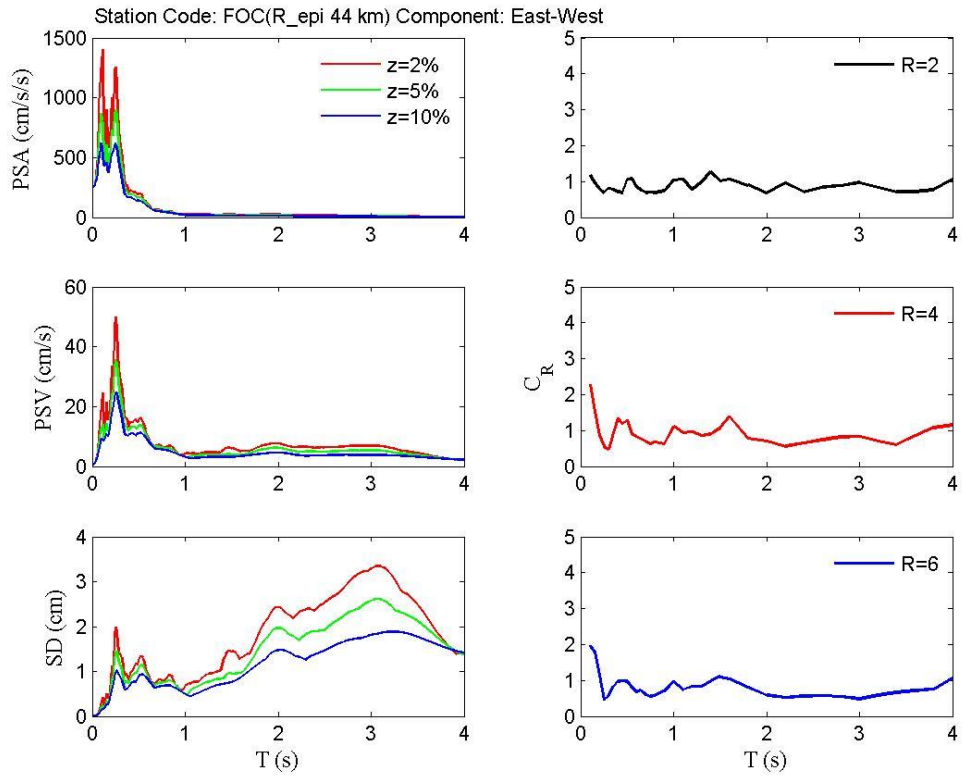 Station Code: FOC(R_epi 44 km) Component: East-West
PSA (cm/s/s)
1500
1000
500
0
0 1 2 3 4
z=2%
z=5%
z=10%
5
4
3
2
1
0
0 1 2 3 4
R=2
PSV (cm/s)
60
40
20
0
0 1 2 3 4
C_R
5
4
3
2
1
0
0 1 2 3 4
R=4
SD (cm)
4
3
2
1
0
0 1 2 3 4
T (s)
5
4
3
2
1
0
0 1 2 3 4
R=6
T (s)